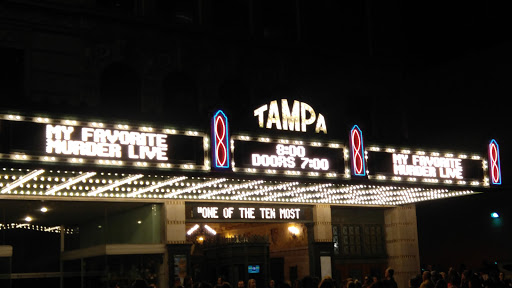 TAMPA
MY FAVORITE
MURDER LIVE
8:00
DOORS 7:00
MY FAVORITE
MURDER LIVE
"ONE OF THE TEN MOST